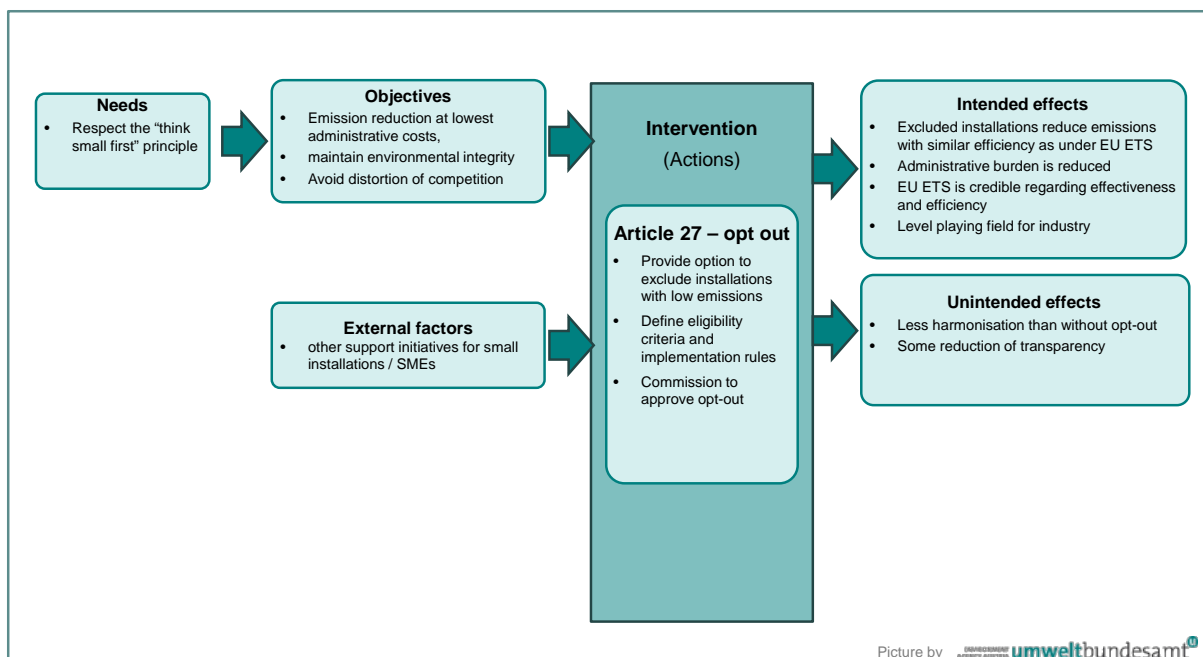 Needs
• Respect the “think
small first” principle
Objectives
• Emission reduction at lowest
administrative costs,
• maintain environmental integrity
• Avoid distortion of competition
External factors
• other support initiatives for small
installations / SMEs
Intervention
(Actions)
Article 27 – opt out
• Provide option to
exclude installations
with low emissions
• Define eligibility
criteria and
implementation rules
• Commission to
approve opt-out
Intended effects
• Excluded installations reduce emissions
with similar efficiency as under EU ETS
• Administrative burden is reduced
• EU ETS is credible regarding effectiveness
and efficiency
• Level playing field for industry
Unintended effects
• Less harmonisation than without opt-out
• Some reduction of transparency
Picture by umweltbundesamt U